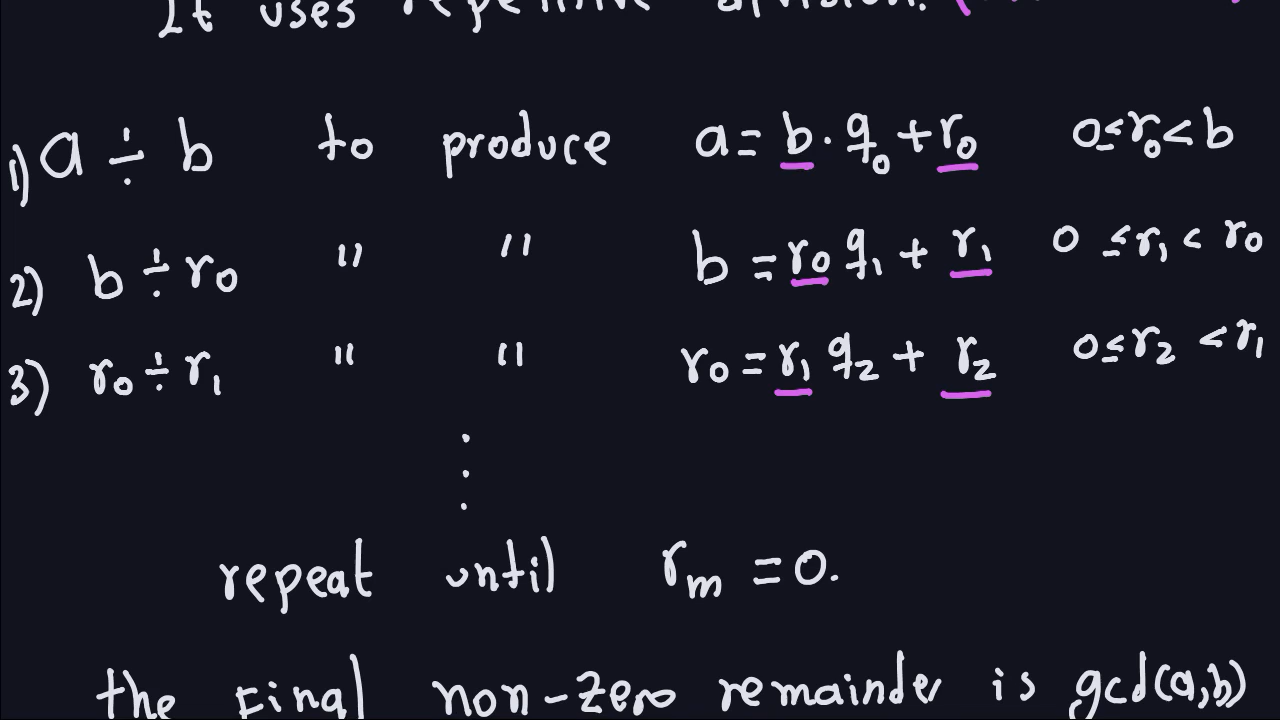 It uses repetitive division.
1) a ÷ b to produce a = b · q₀ + r₀ 0 ≤ r₀ < b
2) b ÷ r₀ " " b = r₀ q₁ + r₁ 0 ≤ r₁ < r₀
3) r₀ ÷ r₁ " " r₀ = r₁ q₂ + r₂ 0 ≤ r₂ < r₁
⋮
repeat until rₘ = 0.
the final non-zero remainder is gcd(a,b)